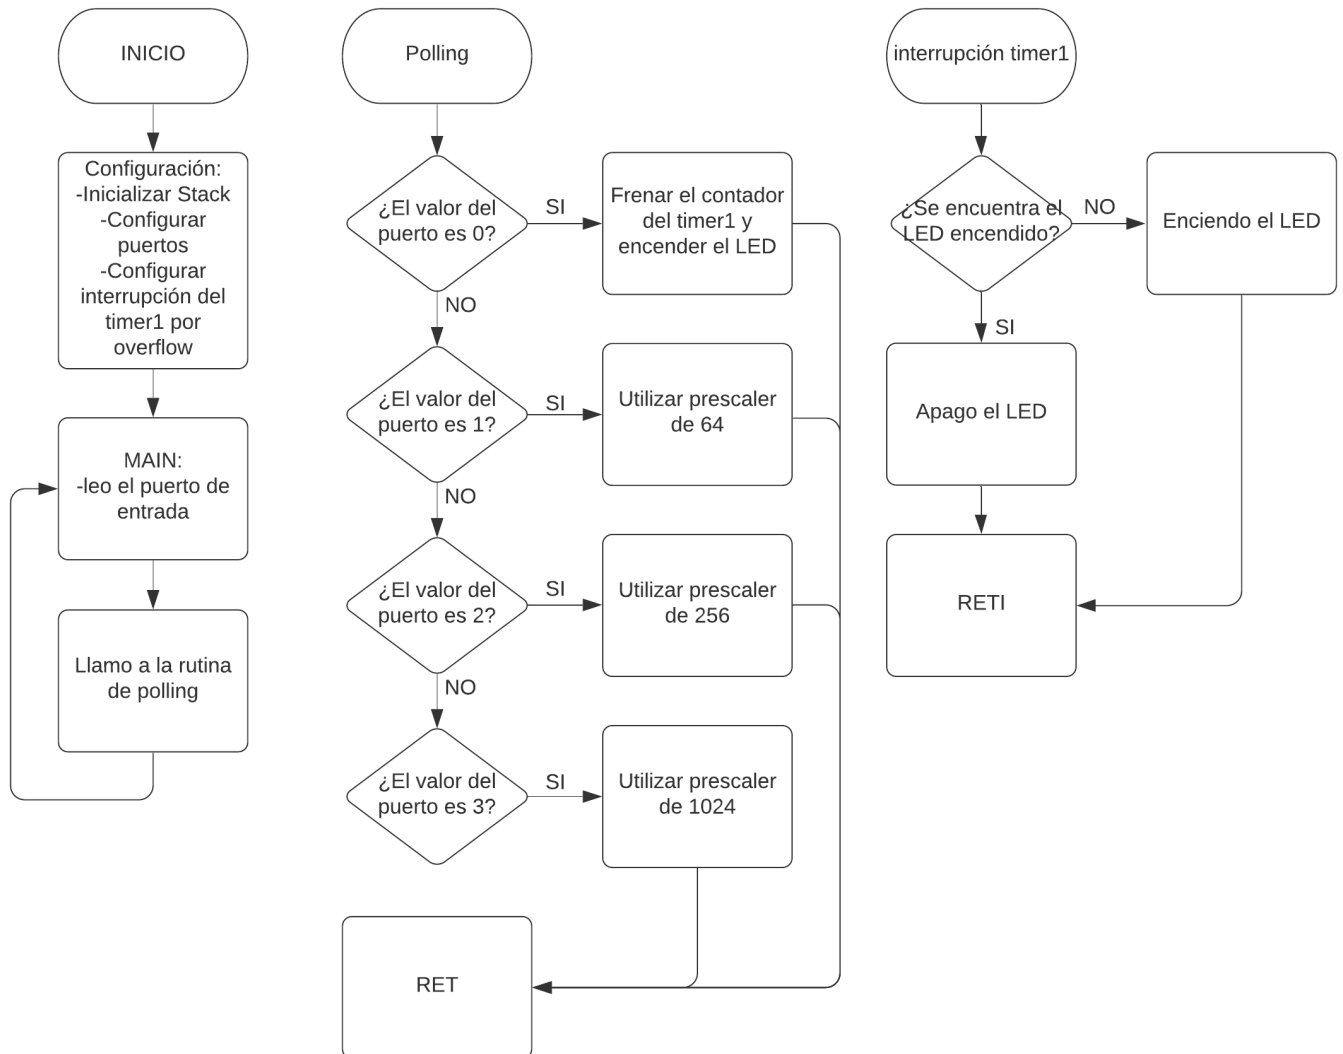 INICIO
Configuración:
-Inicializar Stack
-Configurar
puertos
-Configurar
interrupción del
timer1 por
overflow
MAIN:
-leo el puerto de
entrada
Llamo a la rutina
de polling
Polling
¿El valor del
puerto es 0?
SI
Frenar el contador
del timer1 y
encender el LED
NO
¿El valor del
puerto es 1?
SI
Utilizar prescaler
de 64
NO
¿El valor del
puerto es 2?
SI
Utilizar prescaler
de 256
NO
¿El valor del
puerto es 3?
SI
Utilizar prescaler
de 1024
RET
interrupción timer1
¿Se encuentra el
LED encendido?
NO
Enciendo el LED
SI
Apago el LED
RETI